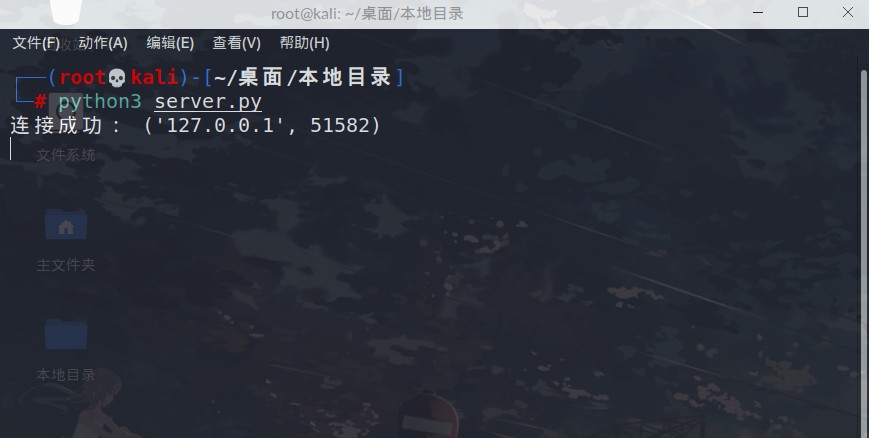 root@kali: ~/桌面/本地目录
文件(F) 动作(A) 编辑(E) 查看(V) 帮助(H)
(root💀kali)-[~/桌面/本地目录]
# python3 server.py
连接成功： ('127.0.0.1', 51582)
文件系统
主文件夹
本地目录